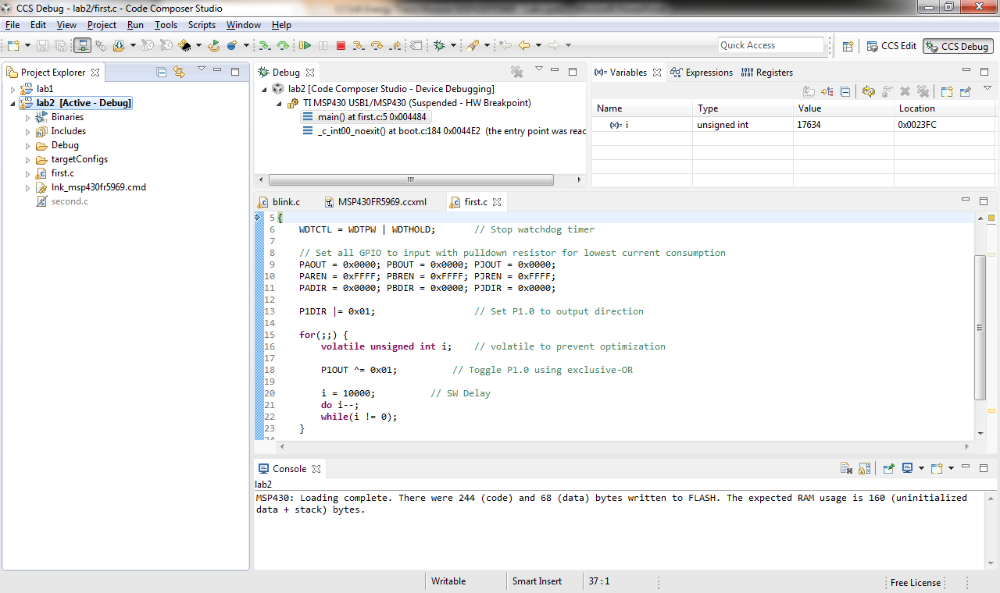 CCS Debug - lab2/first.c - Code Composer Studio
File Edit View Project Run Tools Scripts Window Help
Quick Access
CCS Edit
CCS Debug
Project Explorer
lab1
lab2 [Active - Debug]
Binaries
Includes
Debug
targetConfigs
first.c
lnk_msp430fr5969.cmd
second.c
Debug
lab2 [Code Composer Studio - Device Debugging]
TI MSP430 USB1/MSP430 (Suspended - HW Breakpoint)
main() at first.c:5 0x004484
_c_int00_noexit() at boot.c:184 0x0044E2 (the entry point was reac
(x)= Variables Expressions 1010 0101 Registers
Name Type Value Location
(x)= i unsigned int 17634 0x0023FC
blink.c MSP430FR5969.ccxml first.c
5 {
6 WDTCTL = WDTPW | WDTHOLD; // Stop watchdog timer
7
8 // Set all GPIO to input with pulldown resistor for lowest current consumption
9 PAOUT = 0x0000; PBOUT = 0x0000; PJOUT = 0x0000;
10 PAREN = 0xFFFF; PBREN = 0xFFFF; PJREN = 0xFFFF;
11 PADIR = 0x0000; PBDIR = 0x0000; PJDIR = 0x0000;
12
13 P1DIR |= 0x01; // Set P1.0 to output direction
14
15 for(;;) {
16 volatile unsigned int i; // volatile to prevent optimization
17
18 P1OUT ^= 0x01; // Toggle P1.0 using exclusive-OR
19
20 i = 10000; // SW Delay
21 do i--;
22 while(i != 0);
23 }
24
Console
lab2
MSP430: Loading complete. There were 244 (code) and 68 (data) bytes written to FLASH. The expected RAM usage is 160 (uninitialized
data + stack) bytes.
Writable Smart Insert 37 : 1 Free License